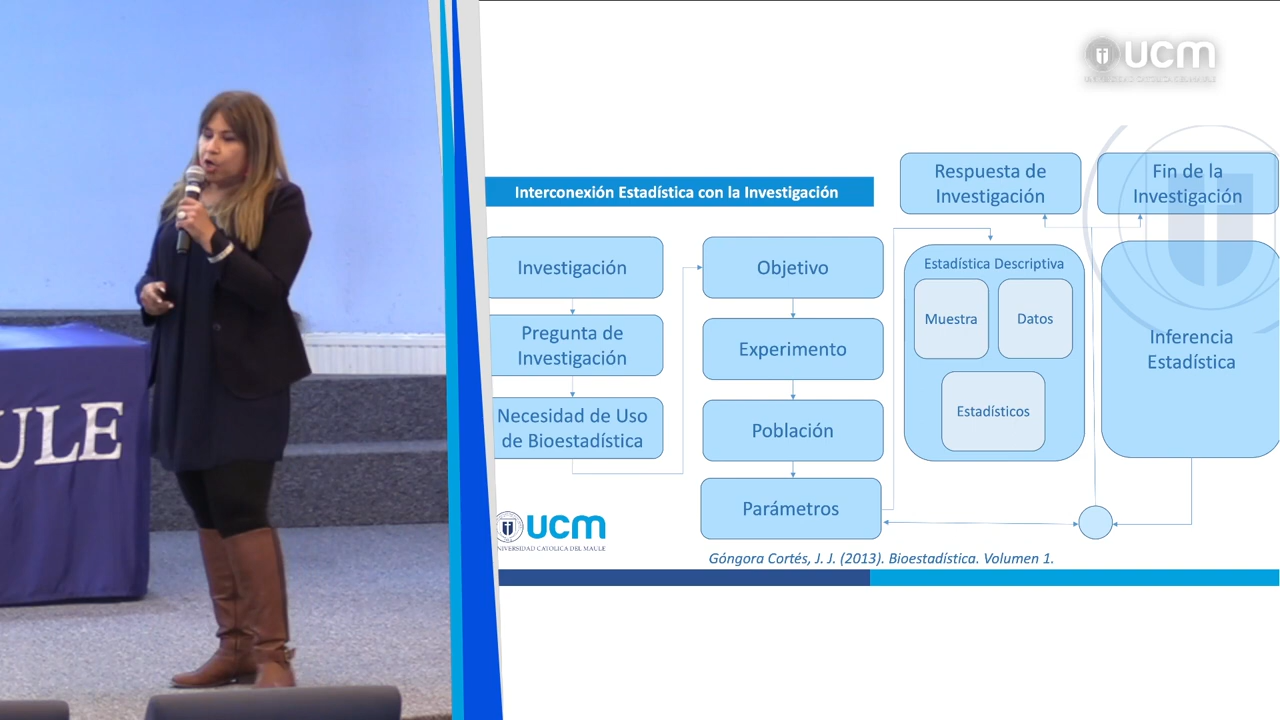 ULE
ucm
UNIVERSIDAD CATOLICA DEL MAULE
Interconexión Estadística con la Investigación
Respuesta de
Investigación
Fin de la
Investigación
Investigación
Pregunta de
Investigación
Necesidad de Uso
de Bioestadística
Objetivo
Experimento
Población
Parámetros
Estadística Descriptiva
Muestra
Datos
Estadísticos
Inferencia
Estadística
ucm
UNIVERSIDAD CATOLICA DEL MAULE
Góngora Cortés, J. J. (2013). Bioestadística. Volumen 1.